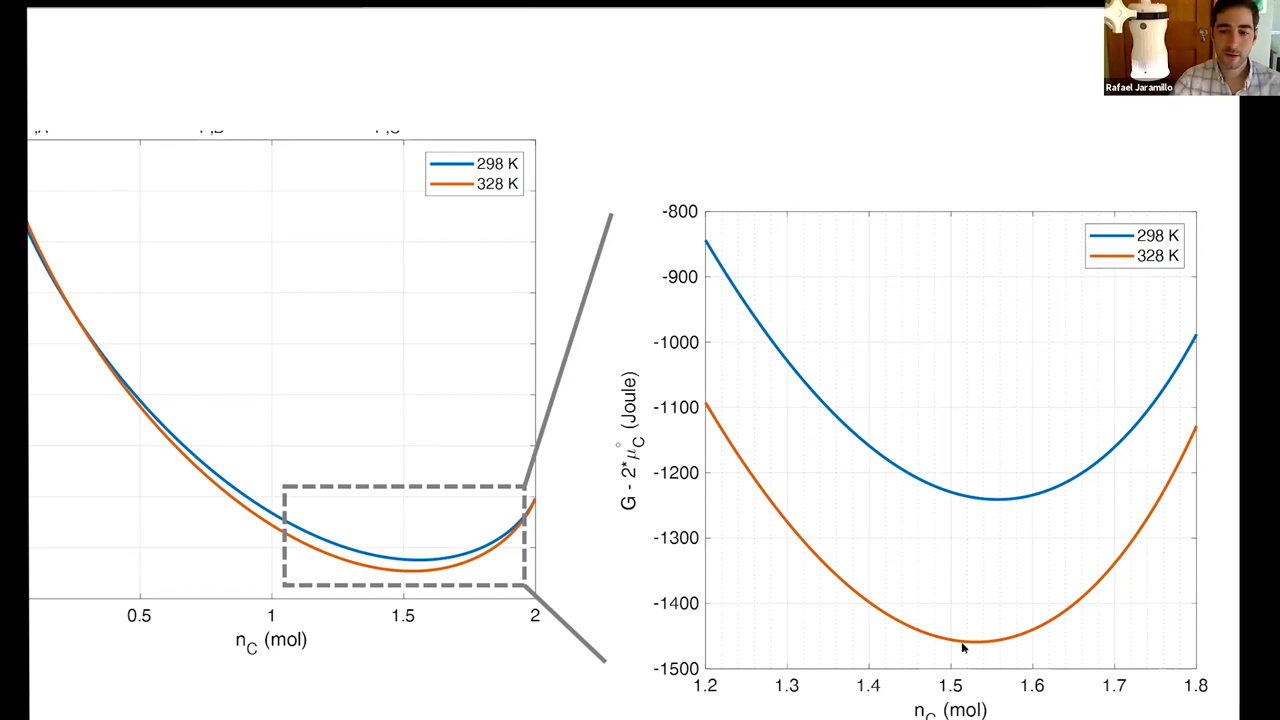 Rafael Jaramillo
298 K
328 K
0.5
1
1.5
2
n_C (mol)
298 K
328 K
-800
-900
-1000
-1100
-1200
-1300
-1400
-1500
G - 2*μ°_C (Joule)
1.2
1.3
1.4
1.5
1.6
1.7
1.8
n_C (mol)